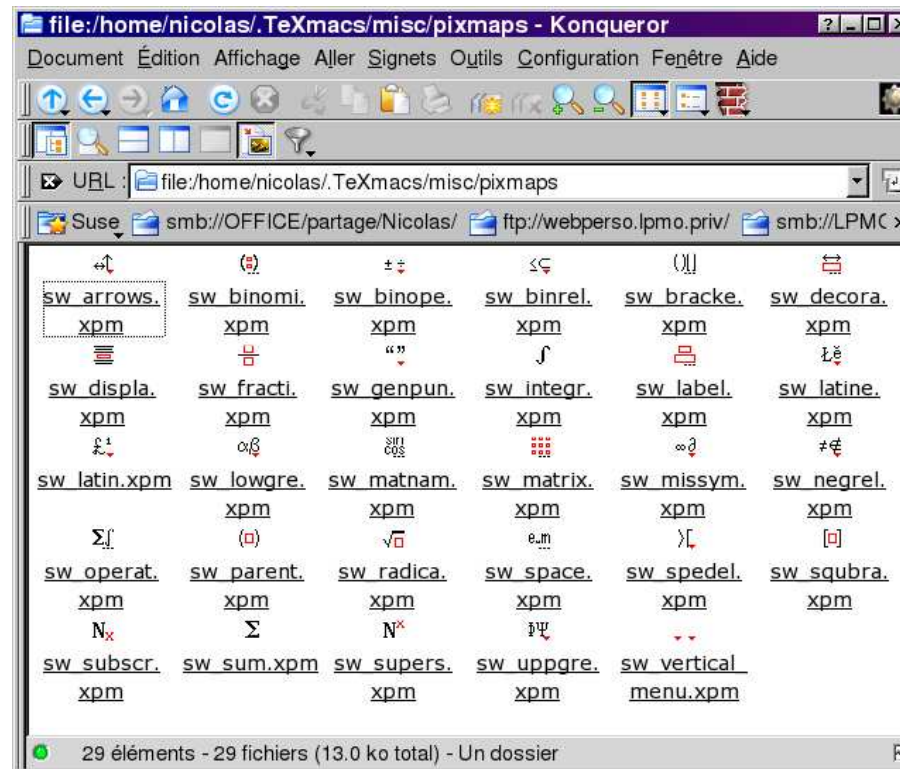 file:/home/nicolas/.TeXmacs/misc/pixmaps - Konqueror
Document Édition Affichage Aller Signets Outils Configuration Fenêtre Aide
URL : file:/home/nicolas/.TeXmacs/misc/pixmaps
Suse smb://OFFICE/partage/Nicolas/ ftp://webperso.lpmo.priv/ smb://LPMC
sw_arrows. sw_binomi. sw_binope. sw_binrel. sw_bracke. sw_decora.
xpm xpm xpm xpm xpm xpm
sw_displa. sw_fracti. sw_genpun. sw_integr. sw_label. sw_latine.
xpm xpm xpm xpm xpm xpm
sw_latin.xpm sw_lowgre. sw_matnam. sw_matrix. sw_missym. sw_negrel.
xpm xpm xpm xpm xpm
sw_operat. sw_parent. sw_radica. sw_space. sw_spedel. sw_squbra.
xpm xpm xpm xpm xpm xpm
sw_subscr. sw_sum.xpm sw_supers. sw_uppgre. sw_vertical_
xpm xpm xpm menu.xpm
29 éléments - 29 fichiers (13.0 ko total) - Un dossier